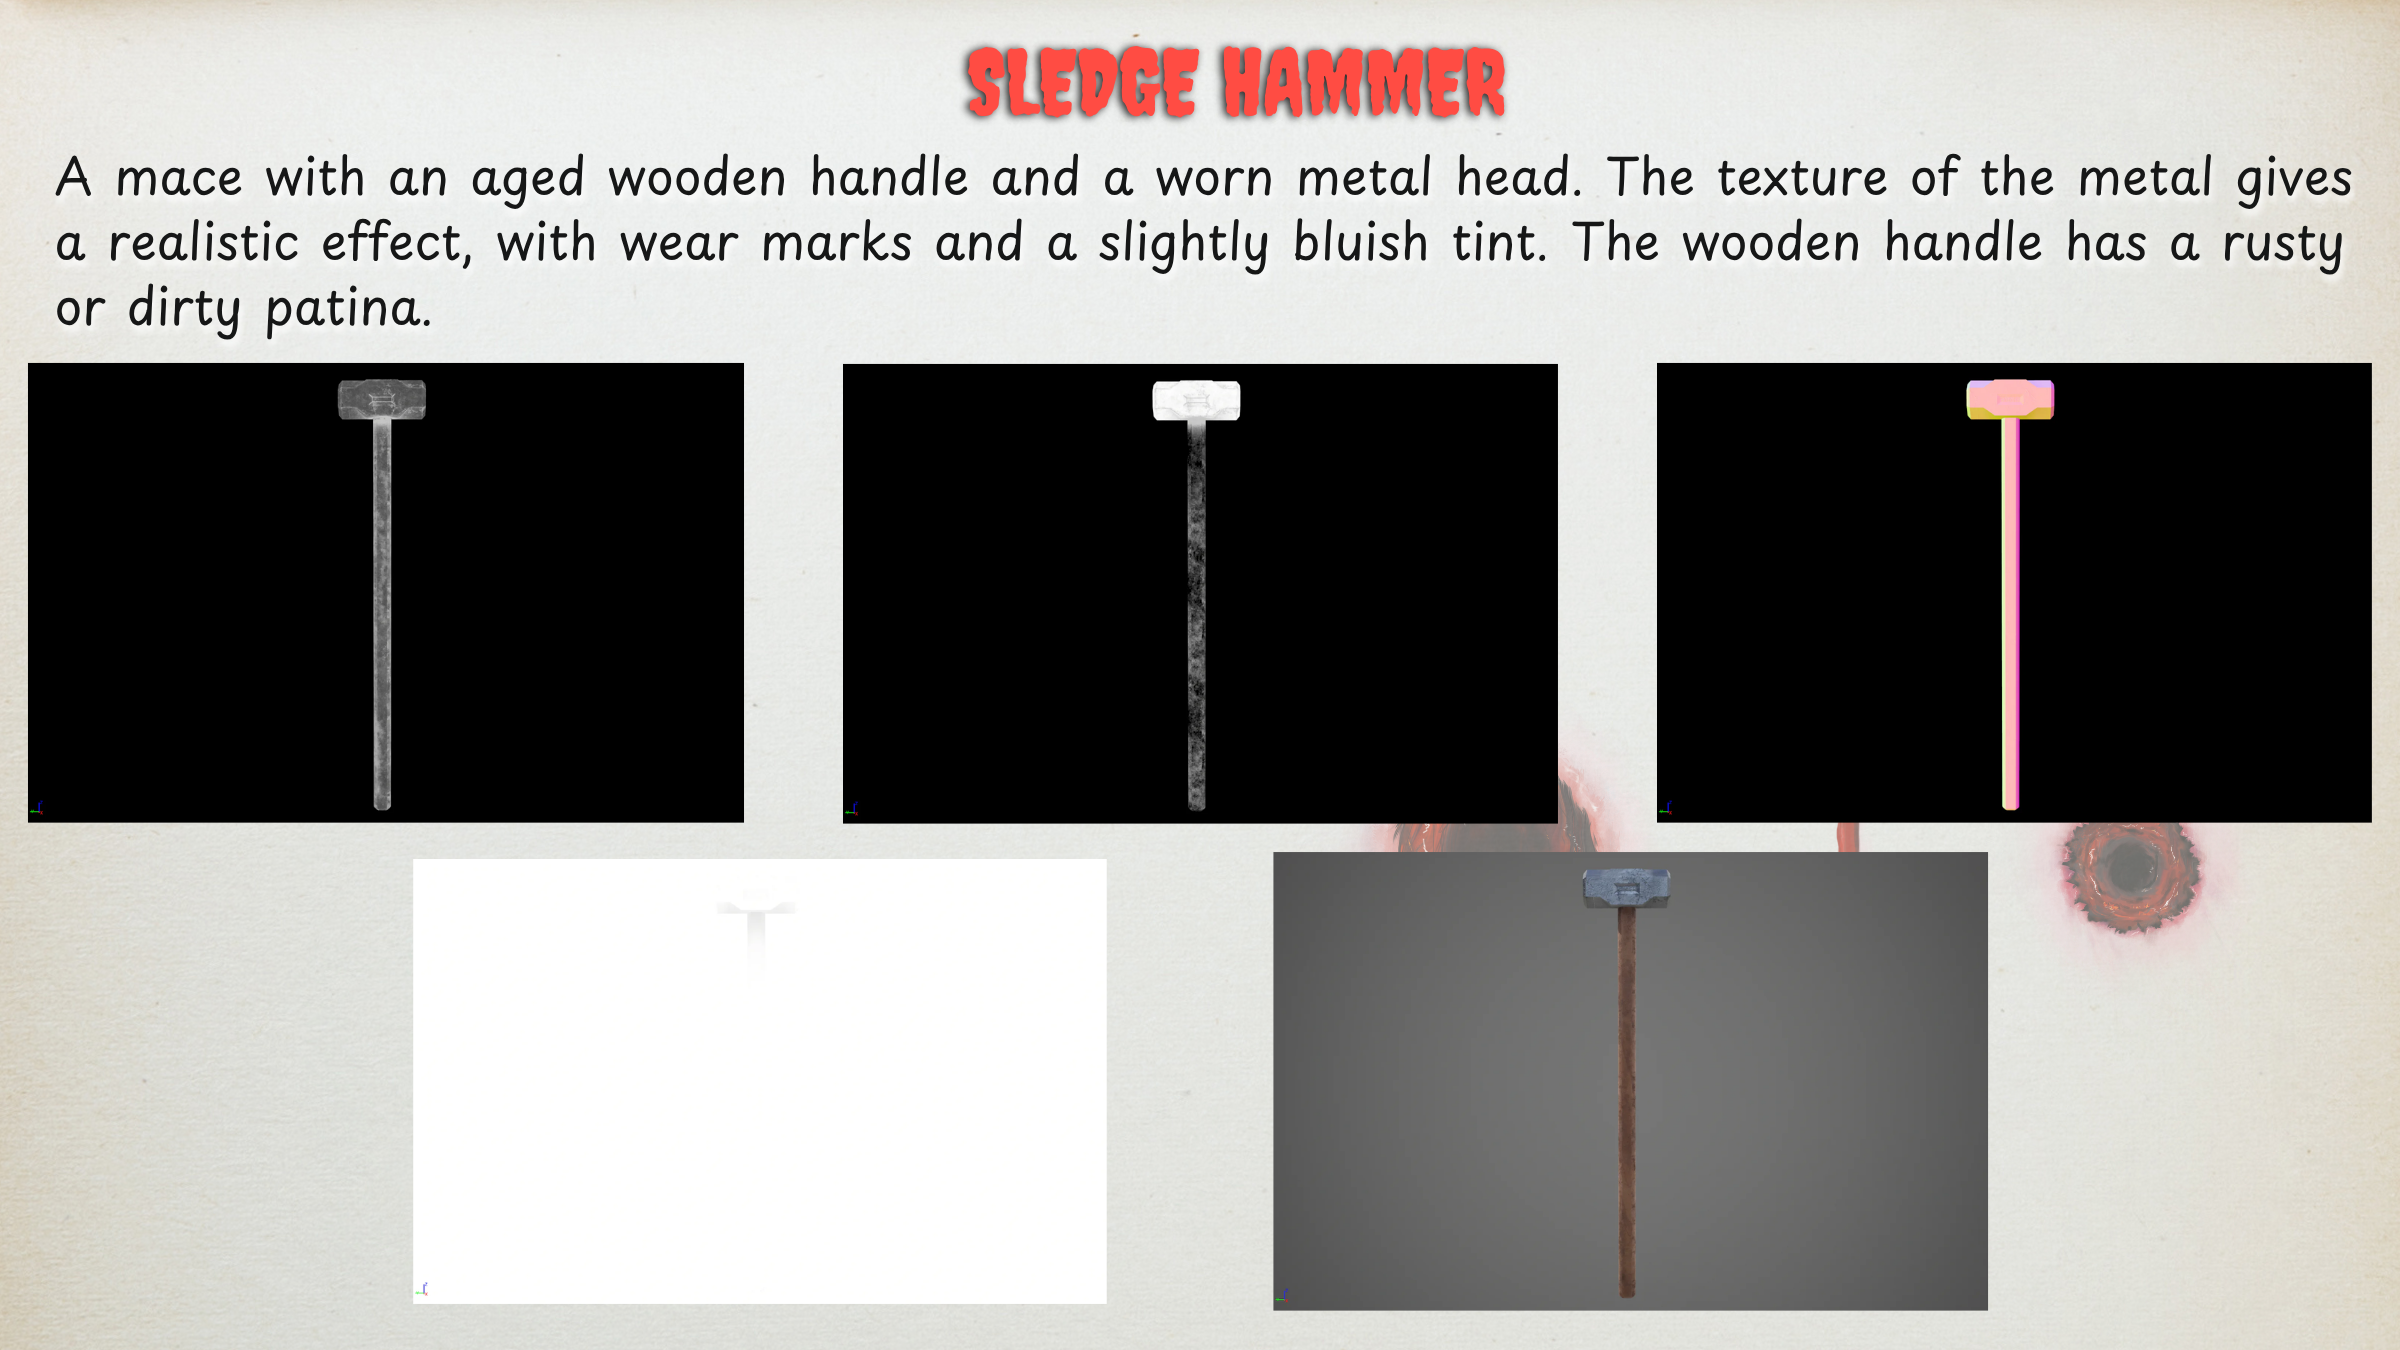 SLEDGE HAMMER
A mace with an aged wooden handle and a worn metal head. The texture of the metal gives
a realistic effect, with wear marks and a slightly bluish tint. The wooden handle has a rusty
or dirty patina.